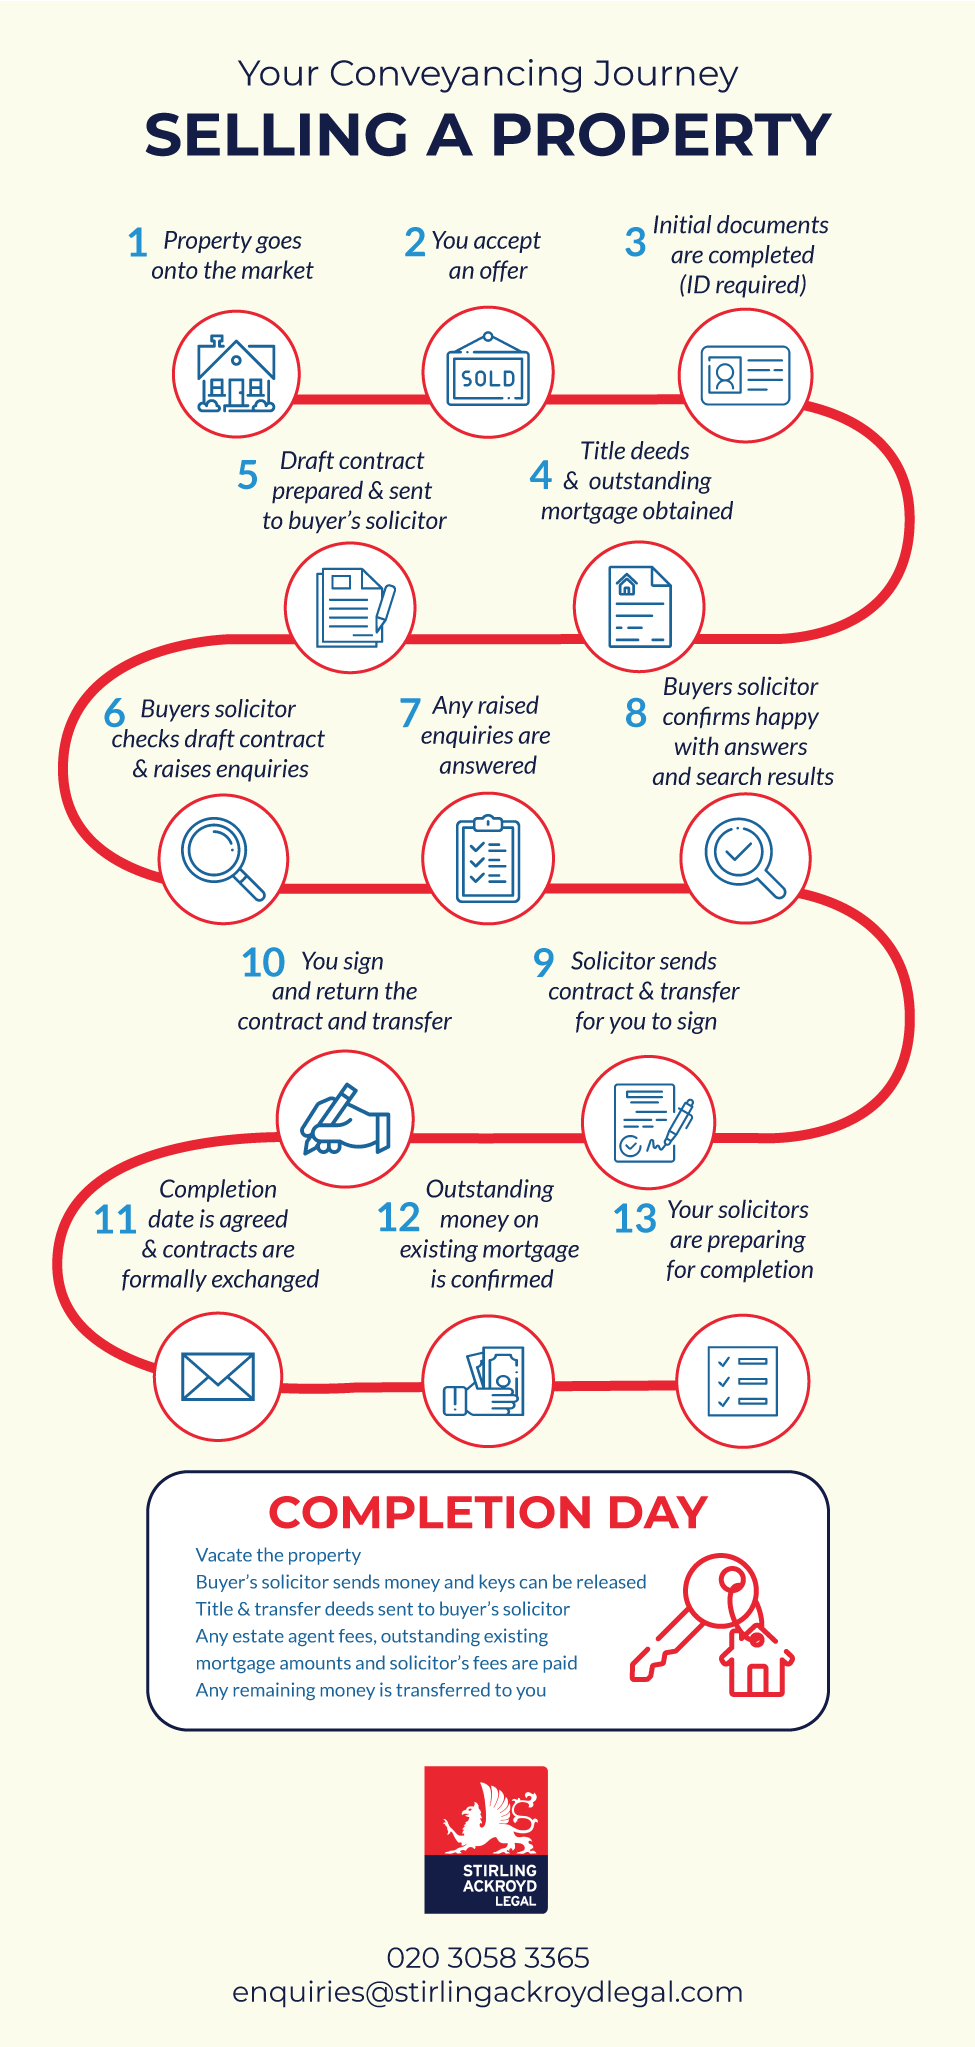 Your Conveyancing Journey
SELLING A PROPERTY
1 Property goes
onto the market
2 You accept
an offer
3 Initial documents
are completed
(ID required)
SOLD
4 Title deeds
& outstanding
mortgage obtained
5 Draft contract
prepared & sent
to buyer's solicitor
6 Buyers solicitor
checks draft contract
& raises enquiries
7 Any raised
enquiries are
answered
8 Buyers solicitor
confirms happy
with answers
and search results
9 Solicitor sends
contract & transfer
for you to sign
10 You sign
and return the
contract and transfer
11 Completion
date is agreed
& contracts are
formally exchanged
12 Outstanding
money on
existing mortgage
is confirmed
13 Your solicitors
are preparing
for completion
COMPLETION DAY
Vacate the property
Buyer's solicitor sends money and keys can be released
Title & transfer deeds sent to buyer's solicitor
Any estate agent fees, outstanding existing
mortgage amounts and solicitor's fees are paid
Any remaining money is transferred to you
STIRLING
ACKROYD
LEGAL
020 3058 3365
enquiries@stirlingackroydlegal.com